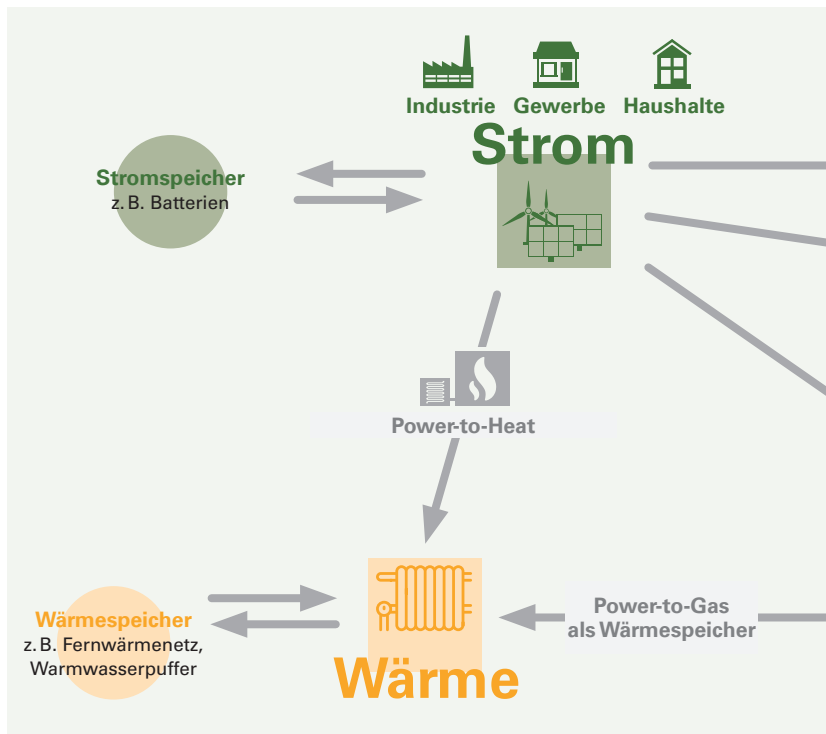 Industrie Gewerbe Haushalte
Strom
Stromspeicher
z. B. Batterien
Power-to-Heat
Power-to-Gas
als Wärmespeicher
Wärmespeicher
z. B. Fernwärmenetz,
Warmwasserpuffer
Wärme